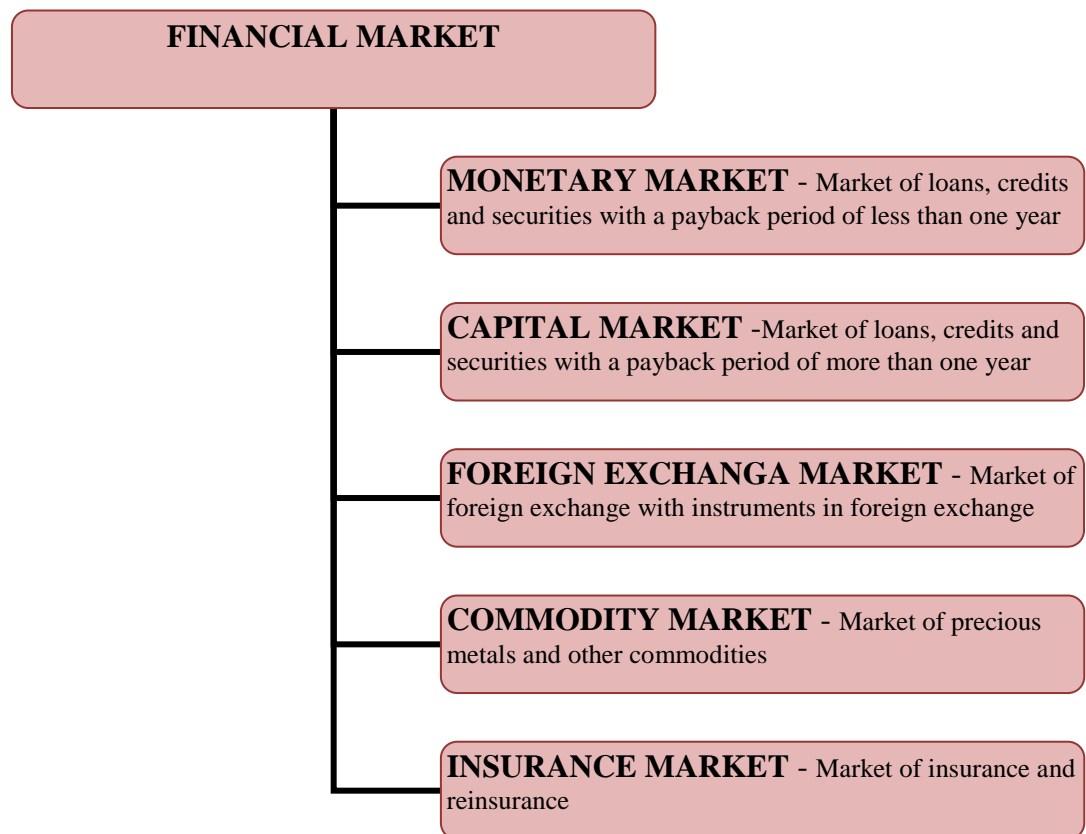 FINANCIAL MARKET
MONETARY MARKET - Market of loans, credits
and securities with a payback period of less than one year
CAPITAL MARKET -Market of loans, credits and
securities with a payback period of more than one year
FOREIGN EXCHANGA MARKET - Market of
foreign exchange with instruments in foreign exchange
COMMODITY MARKET - Market of precious
metals and other commodities
INSURANCE MARKET - Market of insurance and
reinsurance